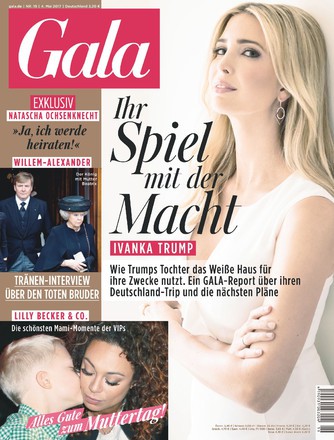 gala.de | NR. 19 | 4. Mai 2017 | Deutschland 3,20 €
Gala
EXKLUSIV
NATASCHA OCHSENKNECHT
»Ja, ich werde
heiraten!«
WILLEM-ALEXANDER
Der König
mit Mutter
Beatrix
TRÄNEN-INTERVIEW
ÜBER DEN TOTEN BRUDER
LILLY BECKER & CO.
Die schönsten Mami-Momente der VIPs
Alles Gute
zum Muttertag!
Ihr
Spiel
mit der
Macht
IVANKA TRUMP
Wie Trumps Tochter das Weiße Haus für
ihre Zwecke nutzt. Ein GALA-Report über ihren
Deutschland-Trip und die nächsten Pläne